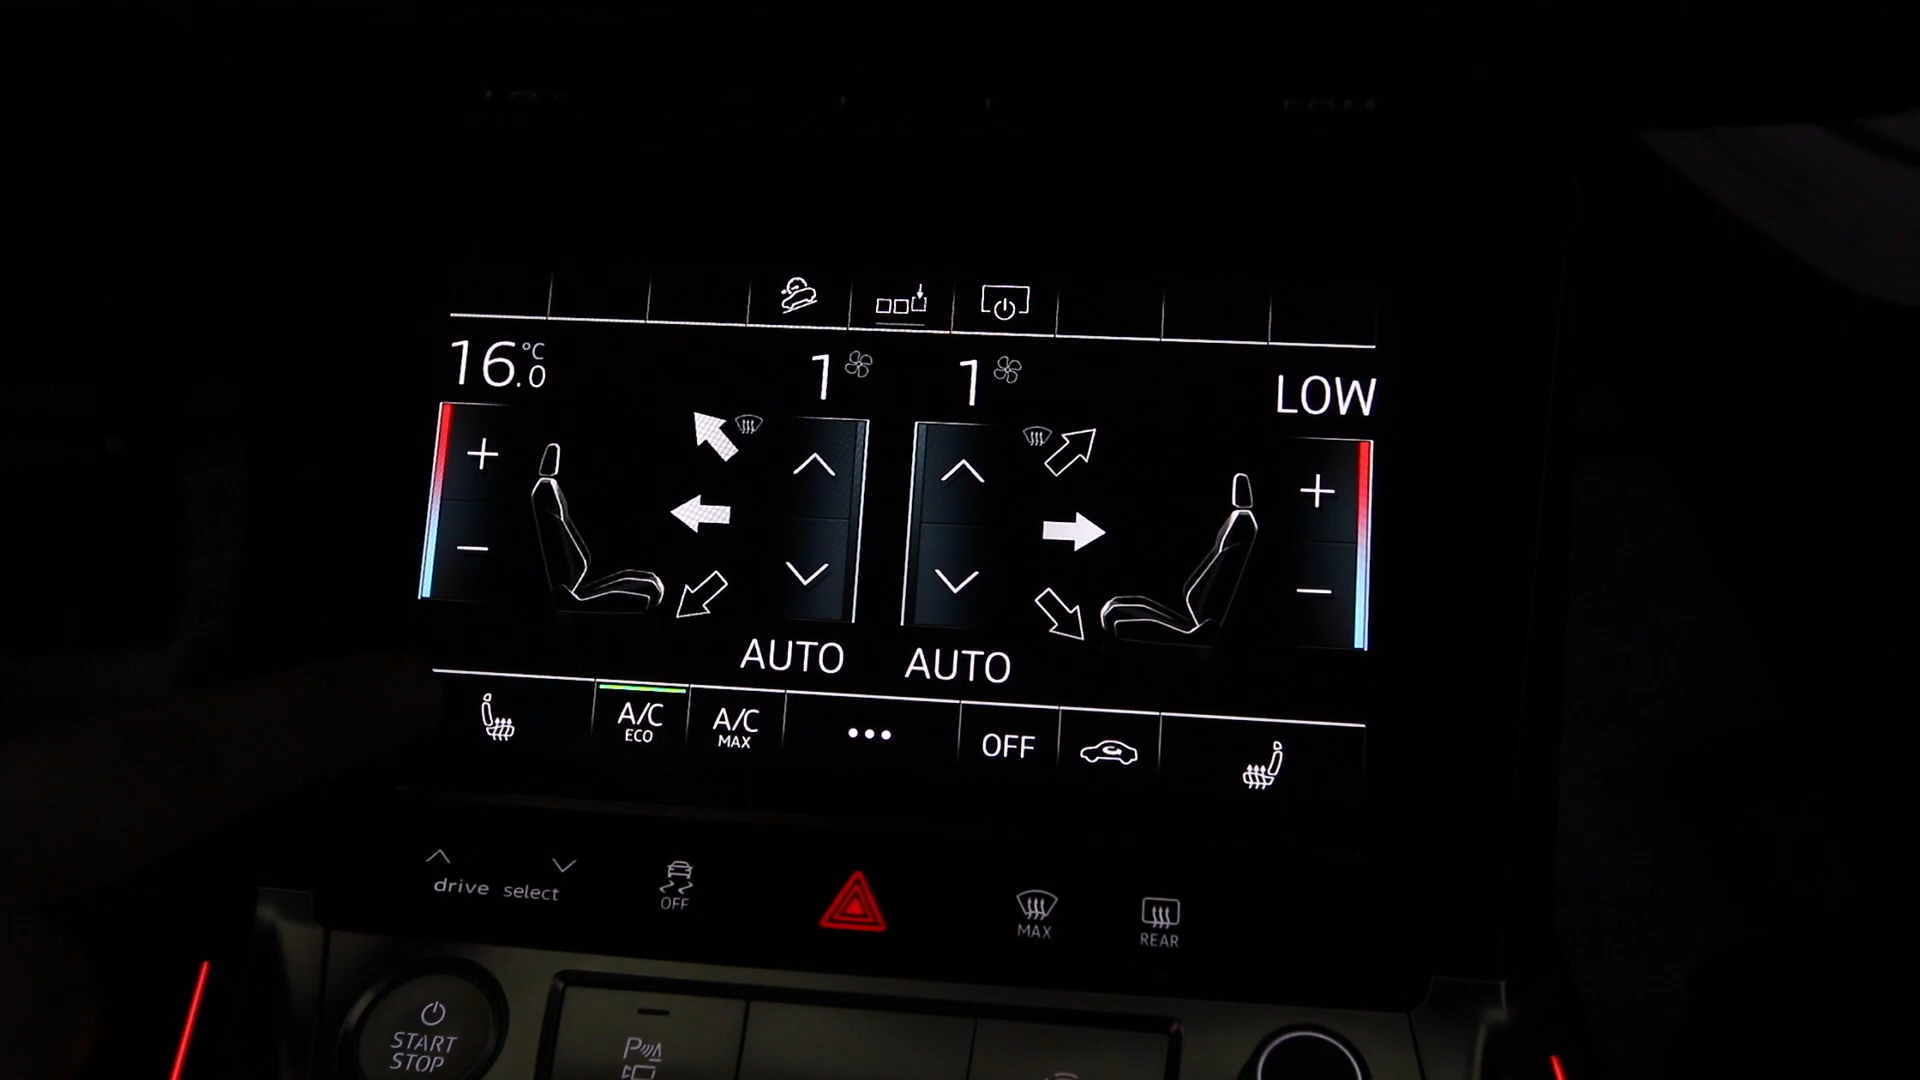 16.0 °C
1
1
LOW
AUTO
AUTO
A/C
ECO
A/C
MAX
OFF
drive select
OFF
MAX
REAR
START
STOP
P